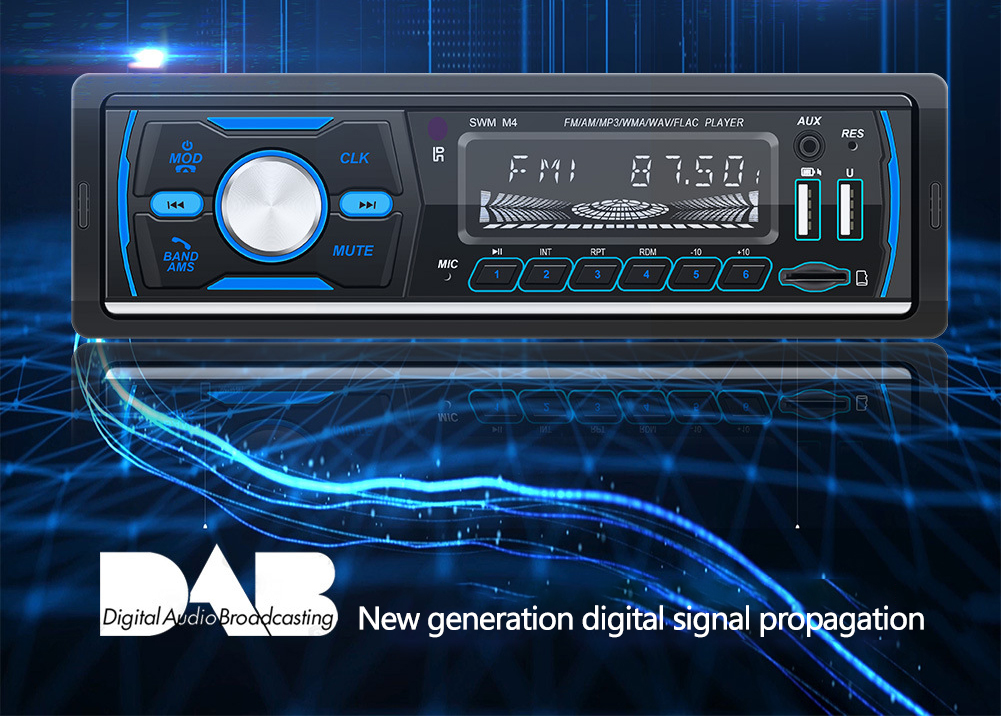 SWM M4
FM/AM/MP3/WMA/WAV/FLAC PLAYER
AUX
RES
MOD
CLK
FM1 87.50
U
BAND
AMS
MUTE
MIC
INT
RPT
RDM
-10
+10
1
2
3
4
5
6
DAB
Digital Audio Broadcasting
New generation digital signal propagation